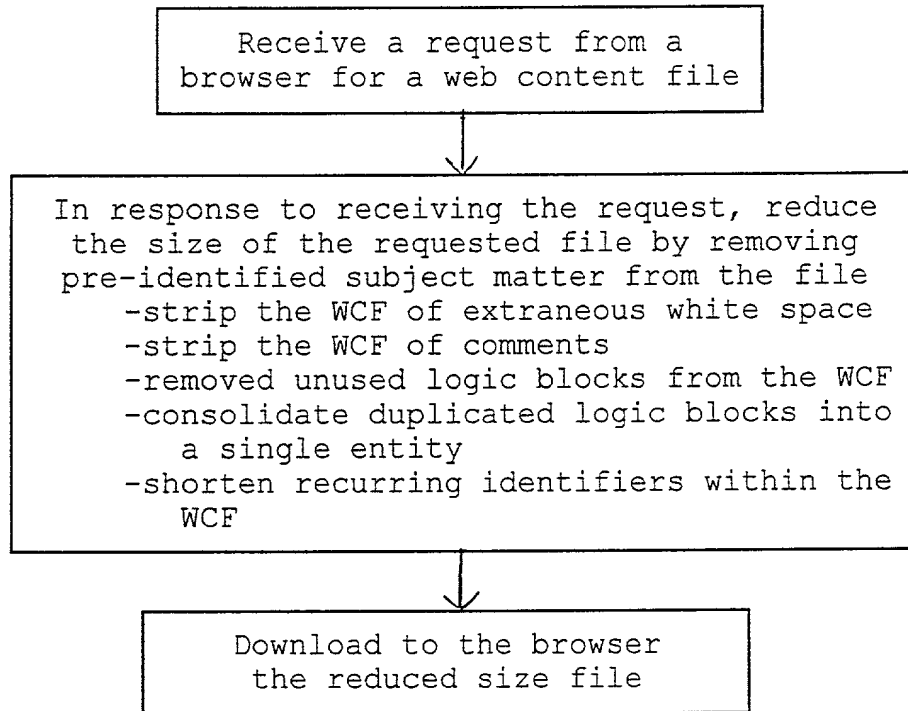 Receive a request from a
browser for a web content file
In response to receiving the request, reduce
the size of the requested file by removing
pre-identified subject matter from the file
-strip the WCF of extraneous white space
-strip the WCF of comments
-removed unused logic blocks from the WCF
-consolidate duplicated logic blocks into
a single entity
-shorten recurring identifiers within the
WCF
Download to the browser
the reduced size file